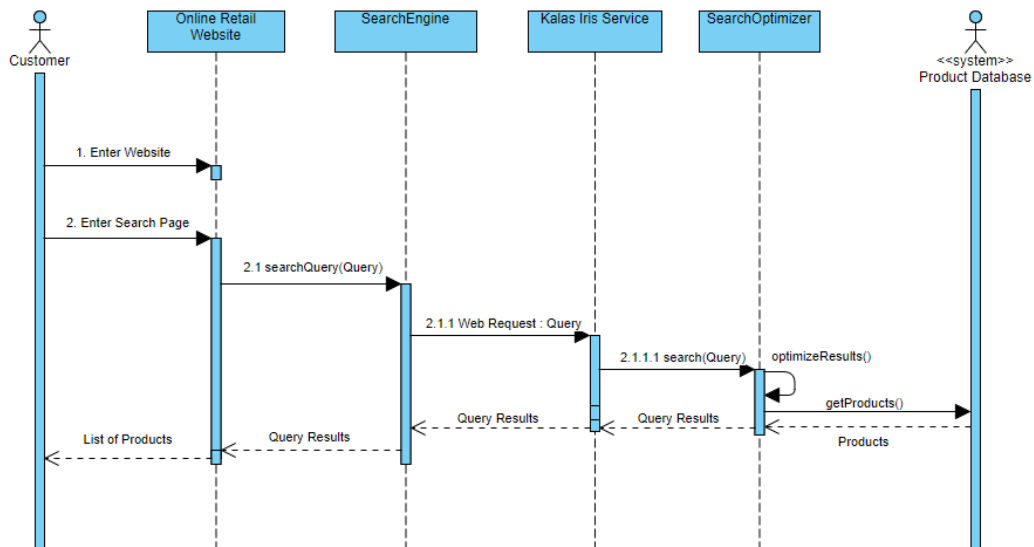 Online Retail
Website
SearchEngine
Kalas Iris Service
SearchOptimizer
Customer
<<system>>
Product Database
1. Enter Website
2. Enter Search Page
2.1 searchQuery(Query)
2.1.1 Web Request : Query
2.1.1.1 search(Query)
optimizeResults()
getProducts()
List of Products
Query Results
Query Results
Query Results
Products